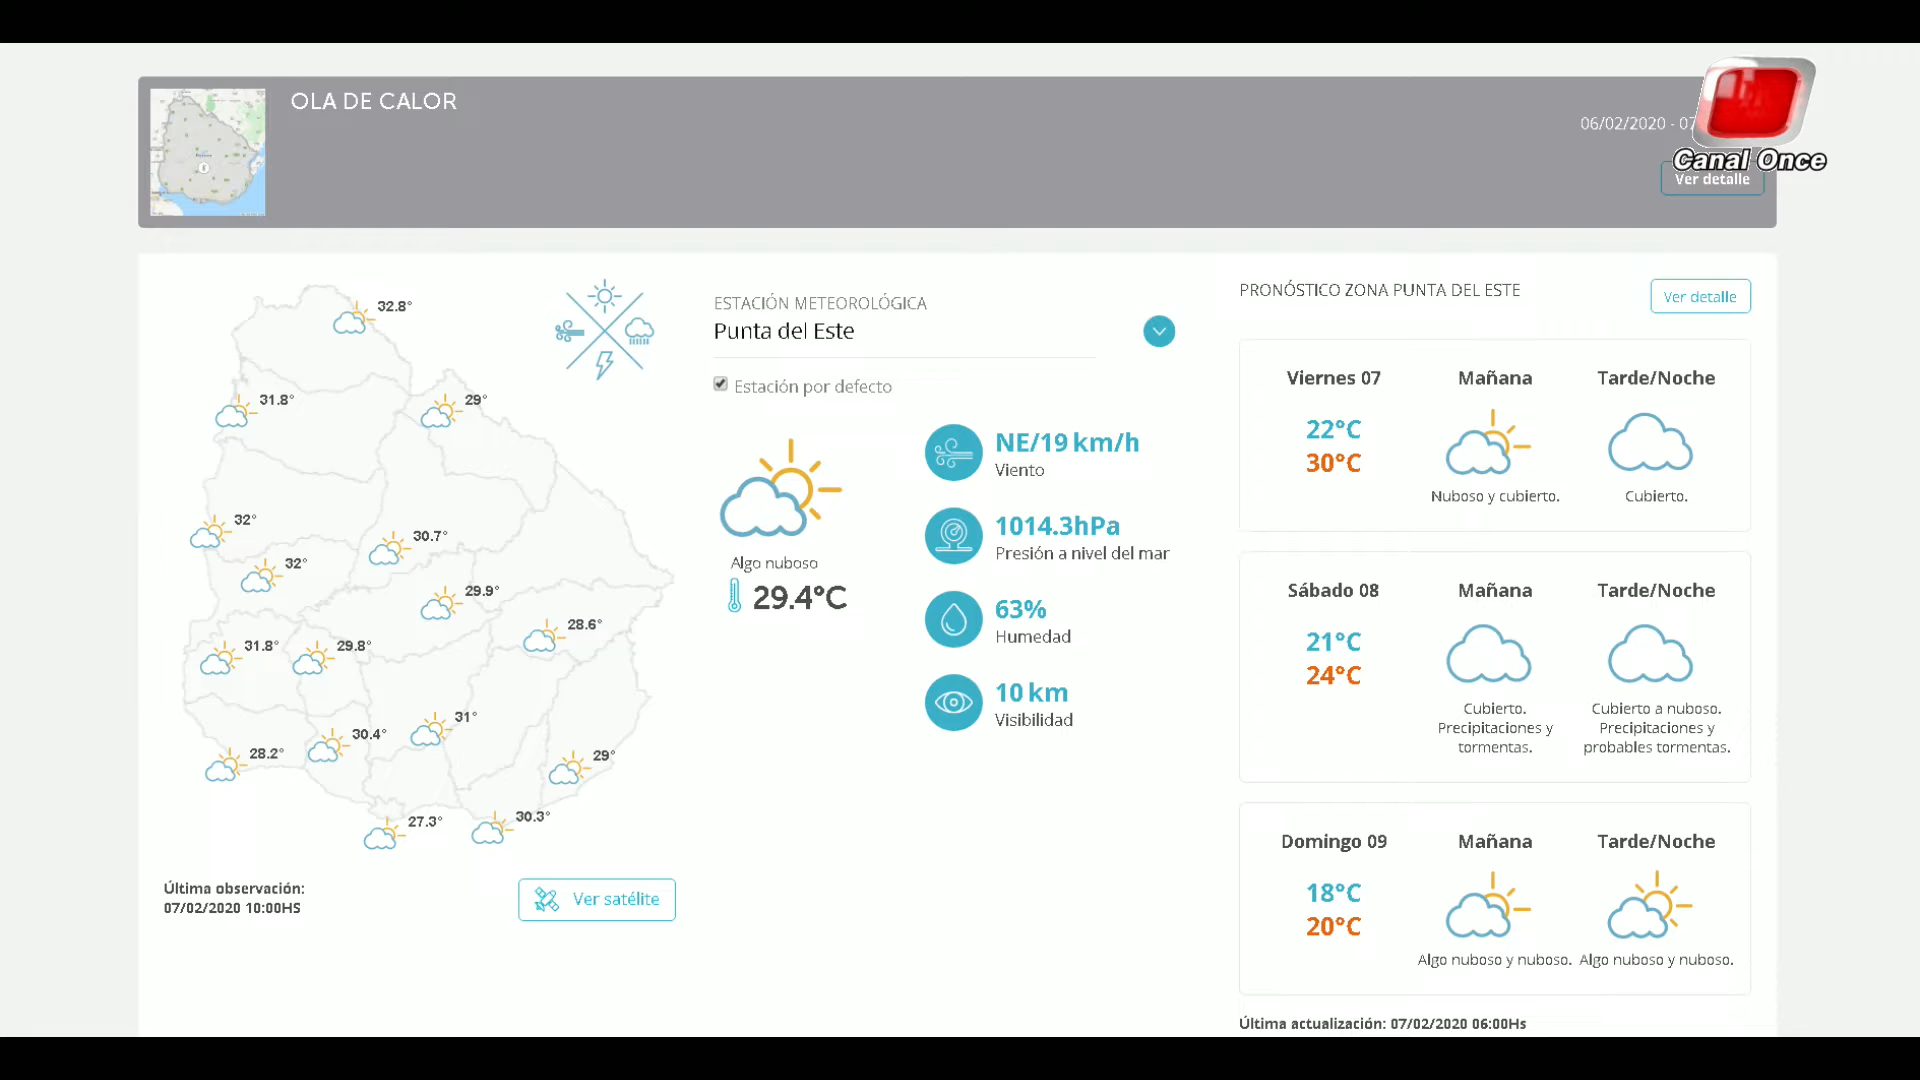 OLA DE CALOR
06/02/2020 - 07
Canal Once
Ver detalle
32.8°
31.8°
29°
32°
30.7°
32°
29.9°
28.6°
31.8°
29.8°
31°
30.4°
28.2°
29°
27.3°
30.3°
Última observación:
07/02/2020 10:00HS
Ver satélite
ESTACIÓN METEOROLÓGICA
Punta del Este
Estación por defecto
Algo nuboso
29.4°C
NE/19 km/h
Viento
1014.3hPa
Presión a nivel del mar
63%
Humedad
10 km
Visibilidad
PRONÓSTICO ZONA PUNTA DEL ESTE
Ver detalle
Viernes 07
22°C
30°C
Mañana
Nuboso y cubierto.
Tarde/Noche
Cubierto.
Sábado 08
21°C
24°C
Mañana
Cubierto.
Precipitaciones y
tormentas.
Tarde/Noche
Cubierto a nuboso.
Precipitaciones y
probables tormentas.
Domingo 09
18°C
20°C
Mañana
Algo nuboso y nuboso.
Tarde/Noche
Algo nuboso y nuboso.
Última actualización: 07/02/2020 06:00Hs